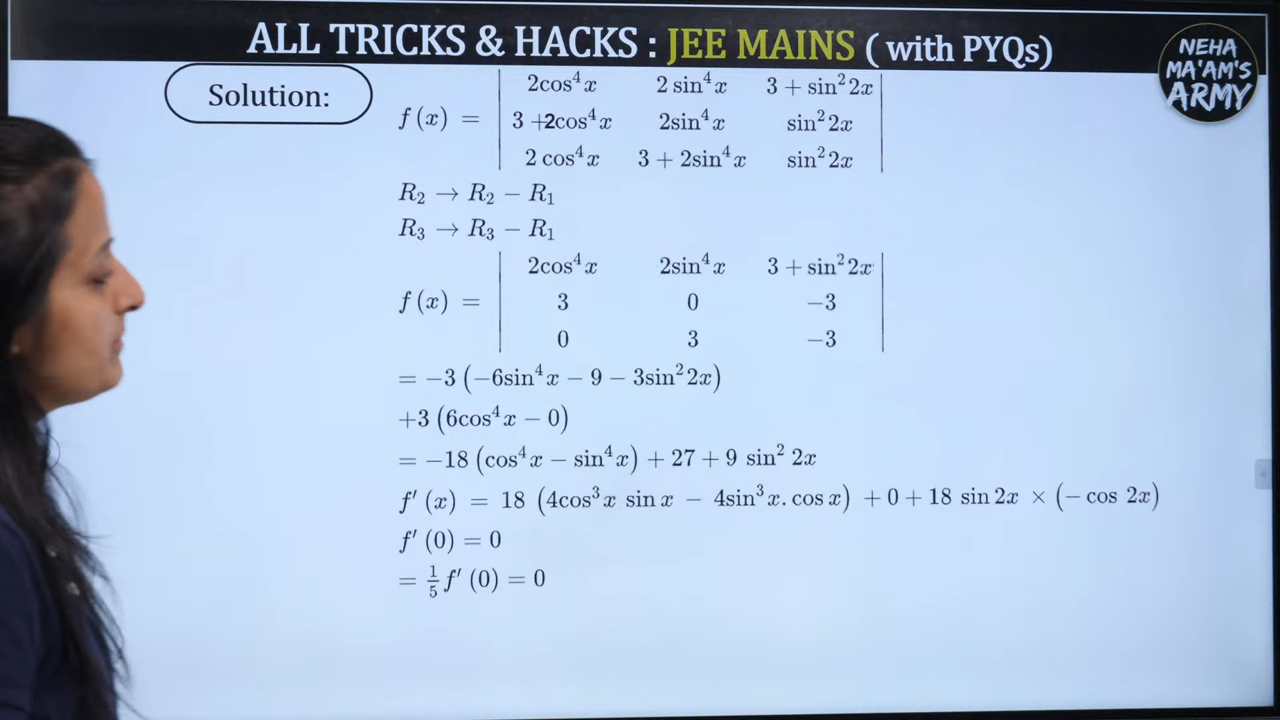 ALL TRICKS & HACKS : JEE MAINS ( with PYQs)
NEHA
MA'AM'S
ARMY
Solution:
f(x) = | 2cos⁴x 2 sin⁴x 3 + sin²2x |
| 3 +2cos⁴x 2sin⁴x sin²2x |
| 2 cos⁴x 3 + 2sin⁴x sin²2x |
R₂ → R₂ − R₁
R₃ → R₃ − R₁
f(x) = | 2cos⁴x 2sin⁴x 3 + sin²2x |
| 3 0 −3 |
| 0 3 −3 |
= −3 (−6sin⁴x − 9 − 3sin²2x)
+3 (6cos⁴x − 0)
= −18 (cos⁴x − sin⁴x) + 27 + 9 sin² 2x
f′ (x) = 18 (4cos³x sin x − 4sin³x. cos x) + 0 + 18 sin 2x × (− cos 2x)
f′ (0) = 0
= 1/5 f′ (0) = 0